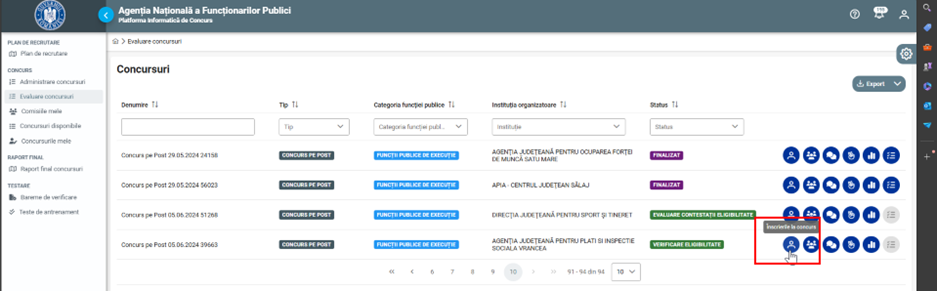 Agenția Națională a Funcționarilor Publici
Platforma Informatică de Concurs
PLAN DE RECRUTARE
Plan de recrutare
CONCURS
Administrare concursuri
Evaluare concursuri
Comisiile mele
Concursuri disponibile
Concursurile mele
RAPORT FINAL
Raport final concursuri
TESTARE
Bareme de verificare
Teste de antrenament
> Evaluare concursuri
Concursuri
Export
Denumire Tip Categoria funcției publice Instituția organizatoare Status
Tip Categoria funcției publ... Instituție Status
Concurs pe Post 29.05.2024 24158 CONCURS PE POST FUNCȚII PUBLICE DE EXECUȚIE AGENȚIA JUDEȚEANĂ PENTRU OCUPAREA FORȚEI DE MUNCĂ SATU MARE FINALIZAT
Concurs pe Post 29.05.2024 56023 CONCURS PE POST FUNCȚII PUBLICE DE EXECUȚIE APIA - CENTRUL JUDEȚEAN SĂLAJ FINALIZAT
Concurs pe Post 05.06.2024 51268 CONCURS PE POST FUNCȚII PUBLICE DE EXECUȚIE DIRECȚIA JUDEȚEANĂ PENTRU SPORT ȘI TINERET EVALUARE CONTESTAȚII ELIGIBILITATE
Înscrierile la concurs
Concurs pe Post 05.06.2024 39663 CONCURS PE POST FUNCȚII PUBLICE DE EXECUȚIE AGENȚIA JUDEȚEANĂ PENTRU PLATI SI INSPECTIE SOCIALA VRANCEA VERIFICARE ELIGIBILITATE
« < 6 7 8 9 10 > » 91 - 94 din 94 10